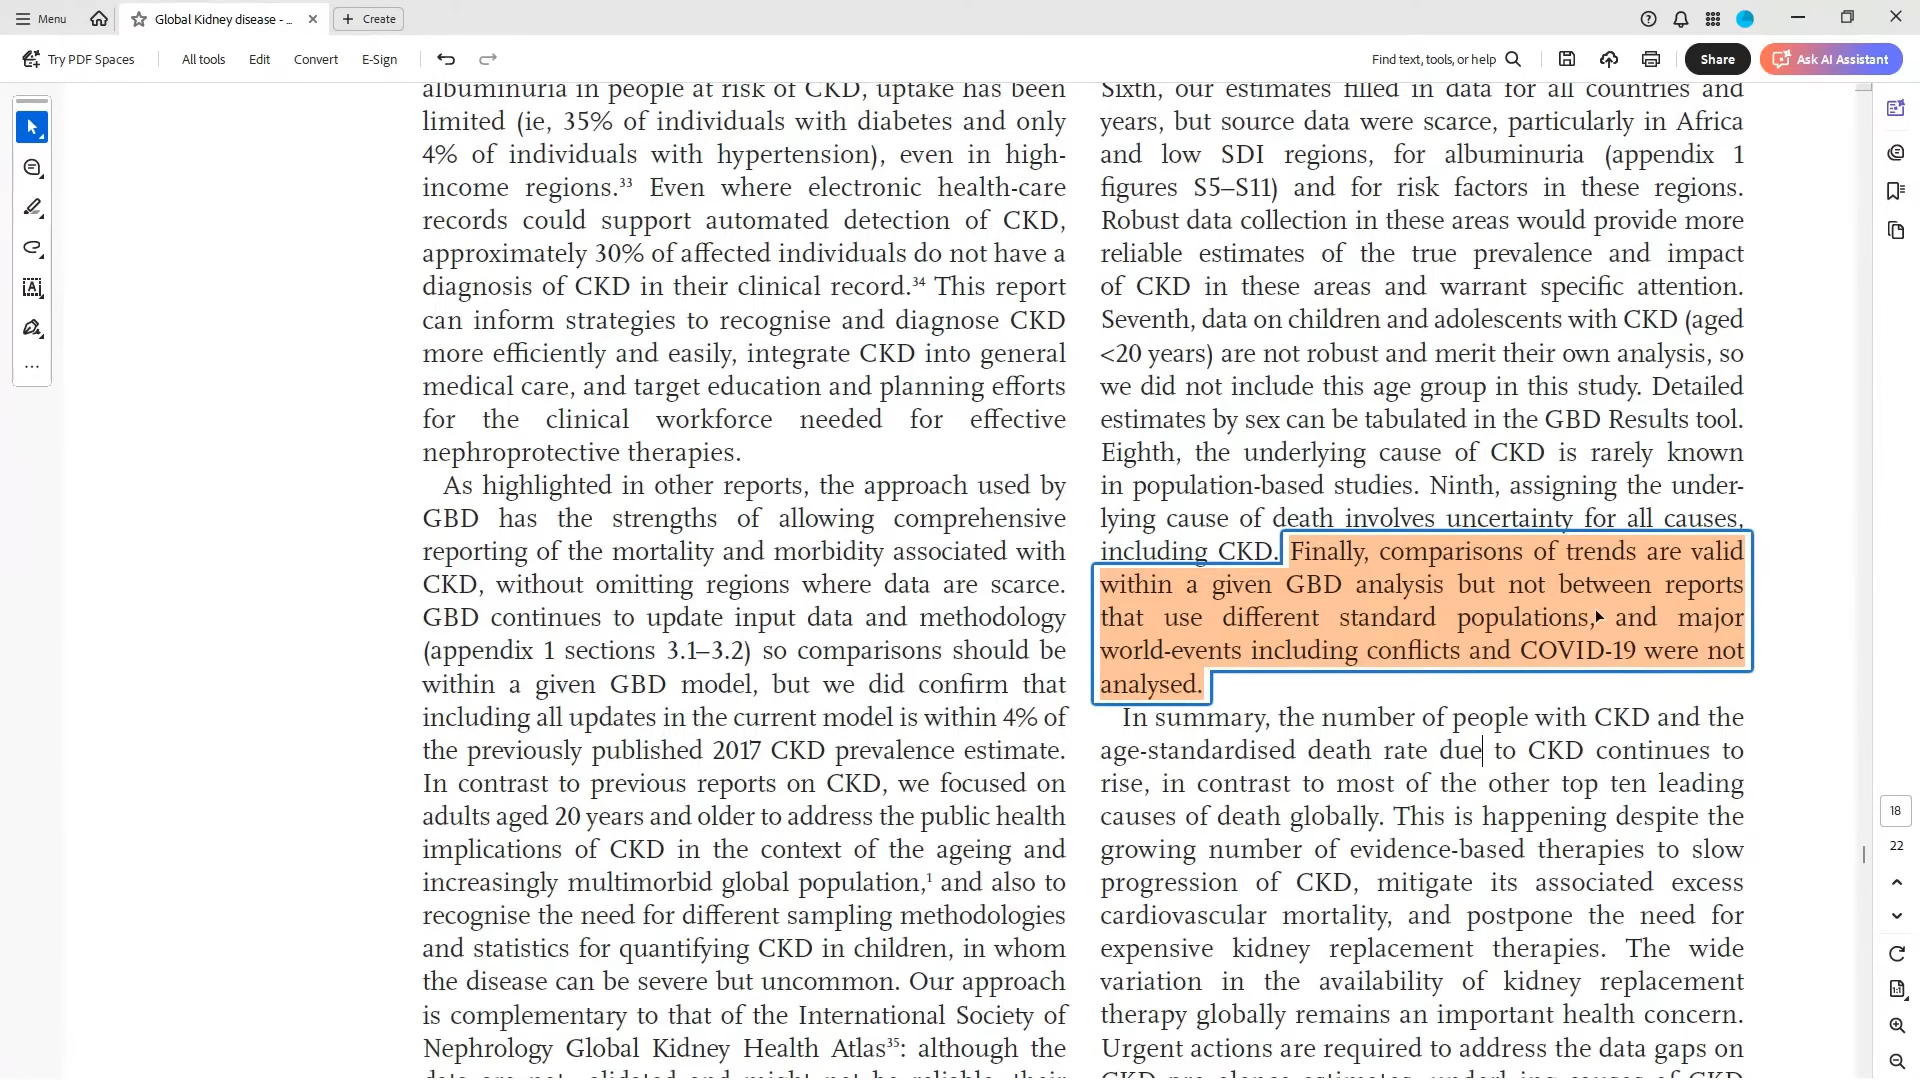 Menu
Global Kidney disease - ...
Create
Try PDF Spaces
All tools
Edit
Convert
E-Sign
Find text, tools, or help
Share
Ask AI Assistant
albuminuria in people at risk of CKD, uptake has been
limited (ie, 35% of individuals with diabetes and only
4% of individuals with hypertension), even in high-
income regions.³³ Even where electronic health-care
records could support automated detection of CKD,
approximately 30% of affected individuals do not have a
diagnosis of CKD in their clinical record.³⁴ This report
can inform strategies to recognise and diagnose CKD
more efficiently and easily, integrate CKD into general
medical care, and target education and planning efforts
for the clinical workforce needed for effective
nephroprotective therapies.
As highlighted in other reports, the approach used by
GBD has the strengths of allowing comprehensive
reporting of the mortality and morbidity associated with
CKD, without omitting regions where data are scarce.
GBD continues to update input data and methodology
(appendix 1 sections 3.1–3.2) so comparisons should be
within a given GBD model, but we did confirm that
including all updates in the current model is within 4% of
the previously published 2017 CKD prevalence estimate.
In contrast to previous reports on CKD, we focused on
adults aged 20 years and older to address the public health
implications of CKD in the context of the ageing and
increasingly multimorbid global population,¹ and also to
recognise the need for different sampling methodologies
and statistics for quantifying CKD in children, in whom
the disease can be severe but uncommon. Our approach
is complementary to that of the International Society of
Nephrology Global Kidney Health Atlas³⁵: although the
Sixth, our estimates filled in data for all countries and
years, but source data were scarce, particularly in Africa
and low SDI regions, for albuminuria (appendix 1
figures S5–S11) and for risk factors in these regions.
Robust data collection in these areas would provide more
reliable estimates of the true prevalence and impact
of CKD in these areas and warrant specific attention.
Seventh, data on children and adolescents with CKD (aged
<20 years) are not robust and merit their own analysis, so
we did not include this age group in this study. Detailed
estimates by sex can be tabulated in the GBD Results tool.
Eighth, the underlying cause of CKD is rarely known
in population-based studies. Ninth, assigning the under-
lying cause of death involves uncertainty for all causes,
including CKD. Finally, comparisons of trends are valid
within a given GBD analysis but not between reports
that use different standard populations, and major
world-events including conflicts and COVID-19 were not
analysed.
In summary, the number of people with CKD and the
age-standardised death rate due to CKD continues to
rise, in contrast to most of the other top ten leading
causes of death globally. This is happening despite the
growing number of evidence-based therapies to slow
progression of CKD, mitigate its associated excess
cardiovascular mortality, and postpone the need for
expensive kidney replacement therapies. The wide
variation in the availability of kidney replacement
therapy globally remains an important health concern.
Urgent actions are required to address the data gaps on
18
22